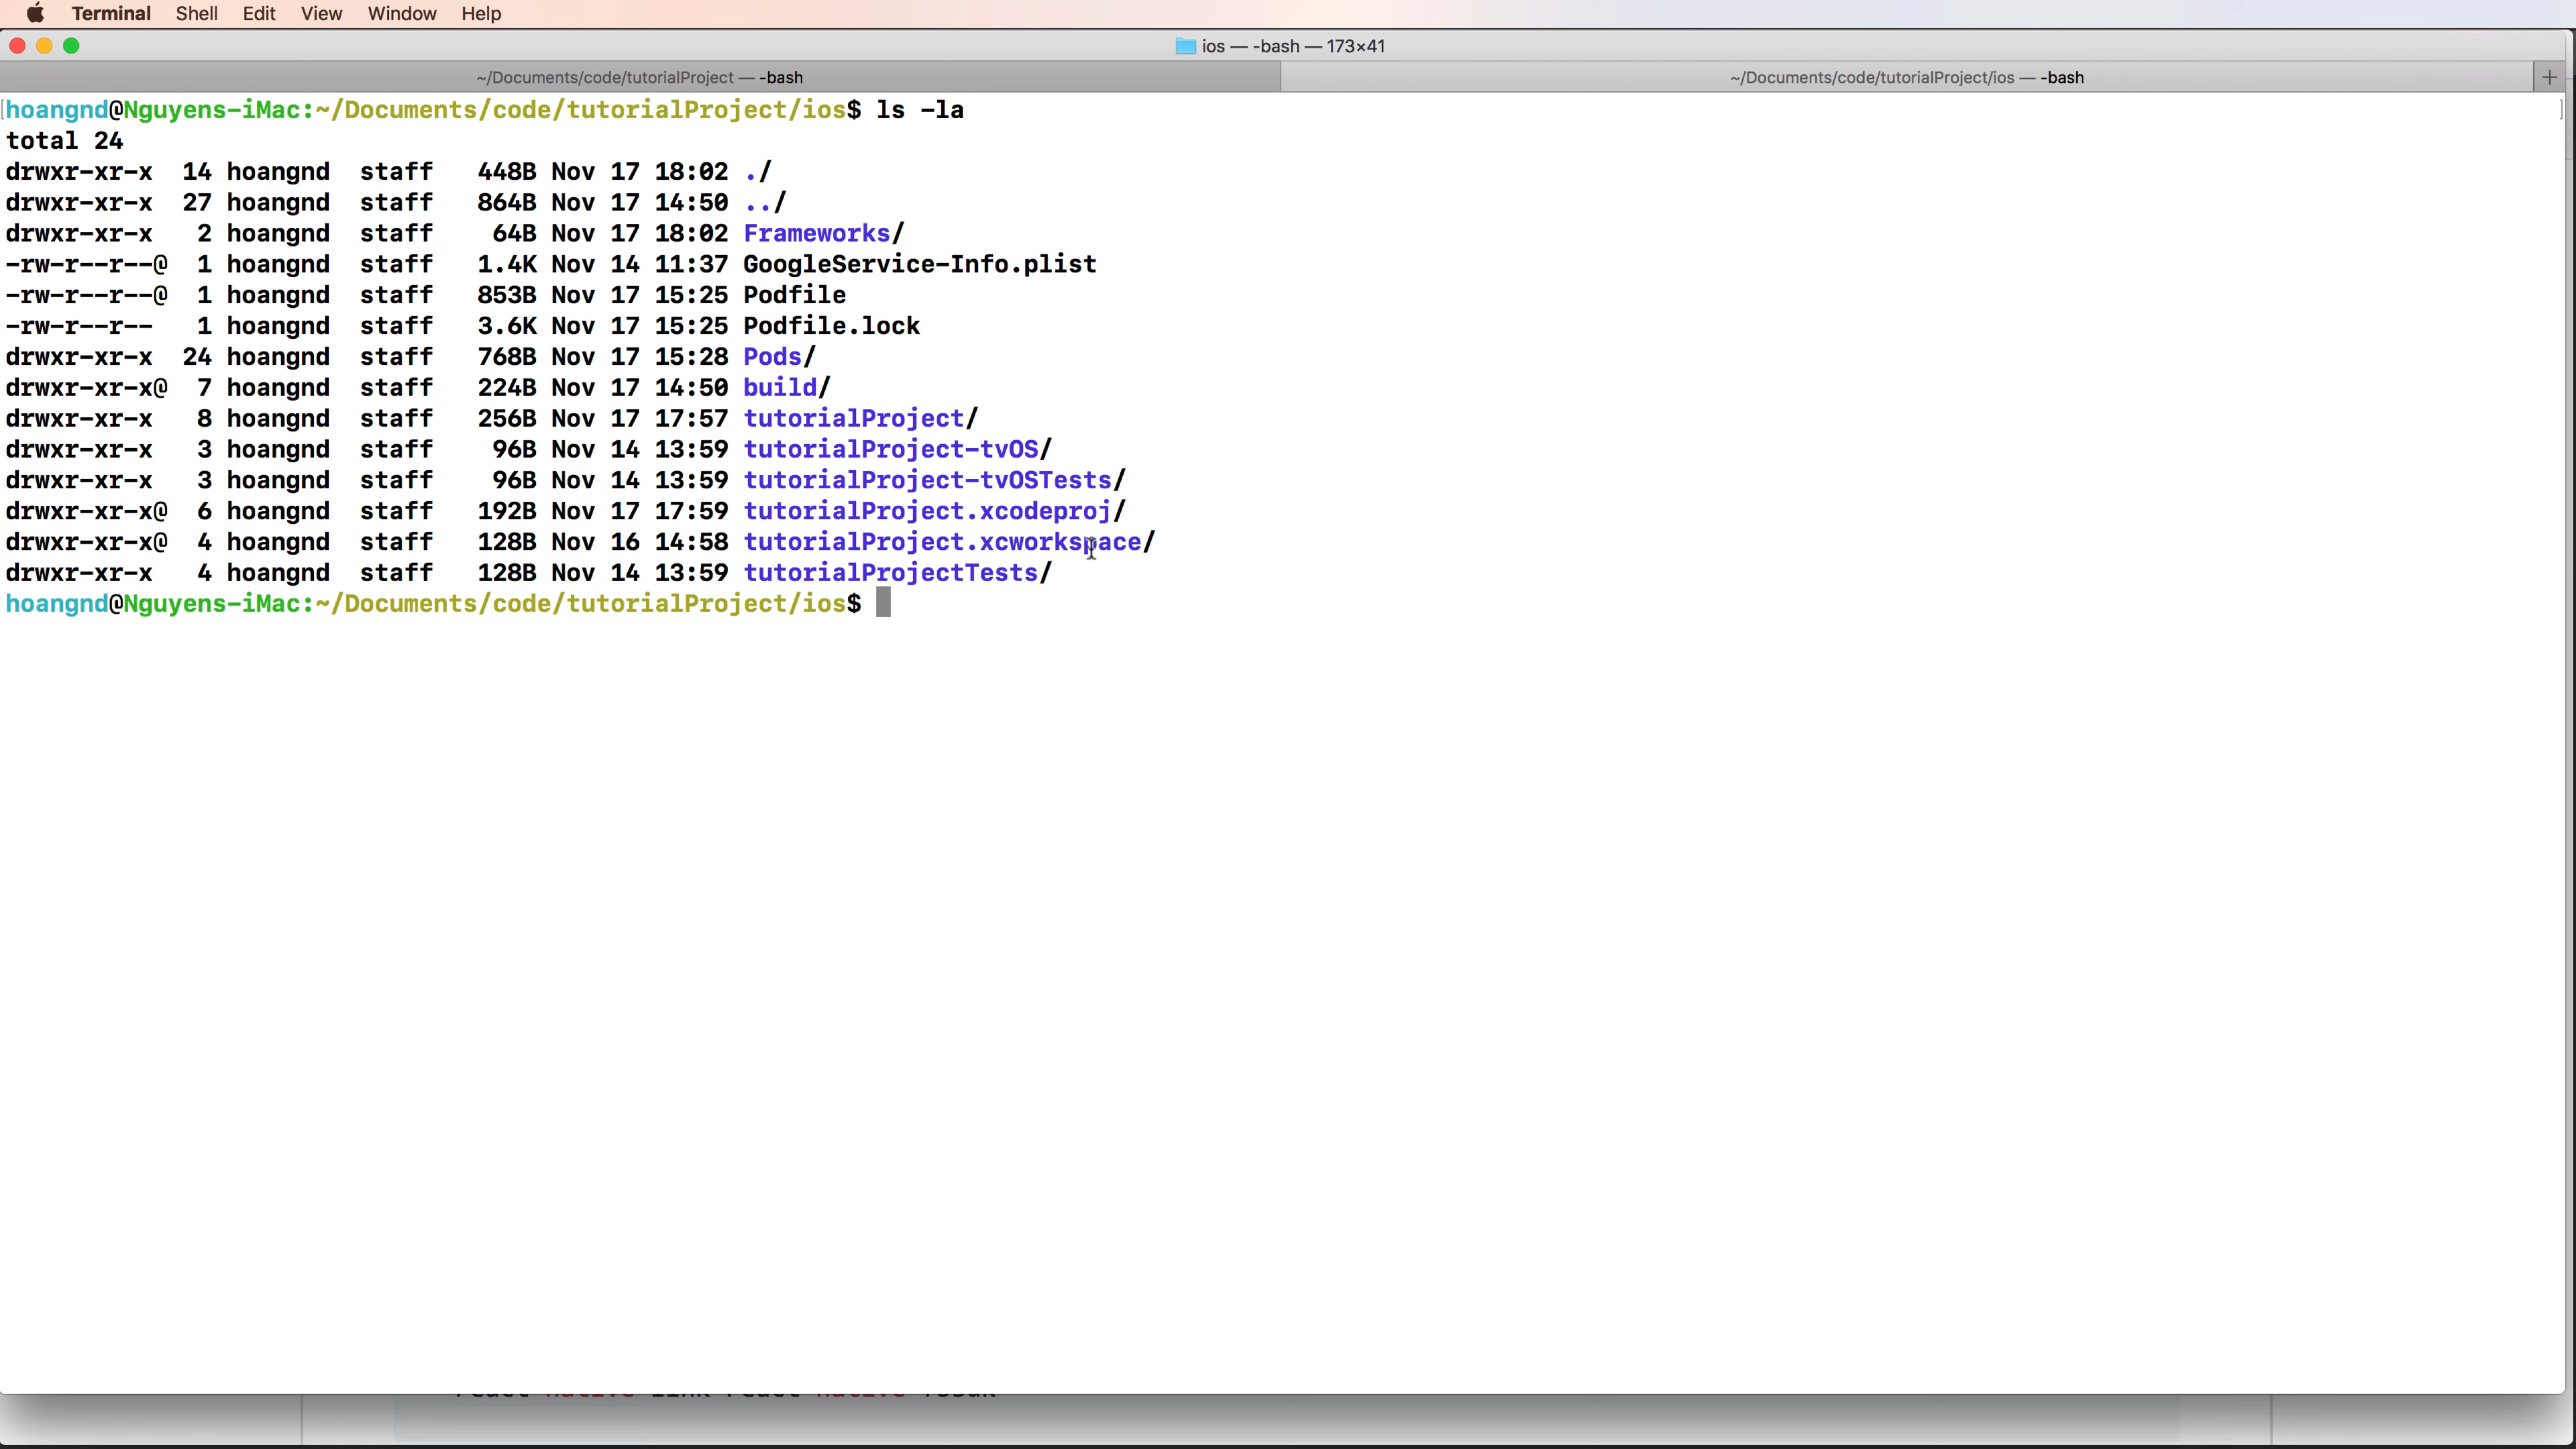 Terminal Shell Edit View Window Help
ios — -bash — 173×41
~/Documents/code/tutorialProject — -bash
~/Documents/code/tutorialProject/ios — -bash
+
[hoangnd@Nguyens-iMac:~/Documents/code/tutorialProject/ios$ ls -la ]
total 24
drwxr-xr-x  14 hoangnd  staff   448B Nov 17 18:02 ./
drwxr-xr-x  27 hoangnd  staff   864B Nov 17 14:50 ../
drwxr-xr-x   2 hoangnd  staff    64B Nov 17 18:02 Frameworks/
-rw-r--r--@  1 hoangnd  staff   1.4K Nov 14 11:37 GoogleService-Info.plist
-rw-r--r--@  1 hoangnd  staff   853B Nov 17 15:25 Podfile
-rw-r--r--   1 hoangnd  staff   3.6K Nov 17 15:25 Podfile.lock
drwxr-xr-x  24 hoangnd  staff   768B Nov 17 15:28 Pods/
drwxr-xr-x@  7 hoangnd  staff   224B Nov 17 14:50 build/
drwxr-xr-x   8 hoangnd  staff   256B Nov 17 17:57 tutorialProject/
drwxr-xr-x   3 hoangnd  staff    96B Nov 14 13:59 tutorialProject-tvOS/
drwxr-xr-x   3 hoangnd  staff    96B Nov 14 13:59 tutorialProject-tvOSTests/
drwxr-xr-x@  6 hoangnd  staff   192B Nov 17 17:59 tutorialProject.xcodeproj/
drwxr-xr-x@  4 hoangnd  staff   128B Nov 16 14:58 tutorialProject.xcworkspace/
drwxr-xr-x   4 hoangnd  staff   128B Nov 14 13:59 tutorialProjectTests/
hoangnd@Nguyens-iMac:~/Documents/code/tutorialProject/ios$